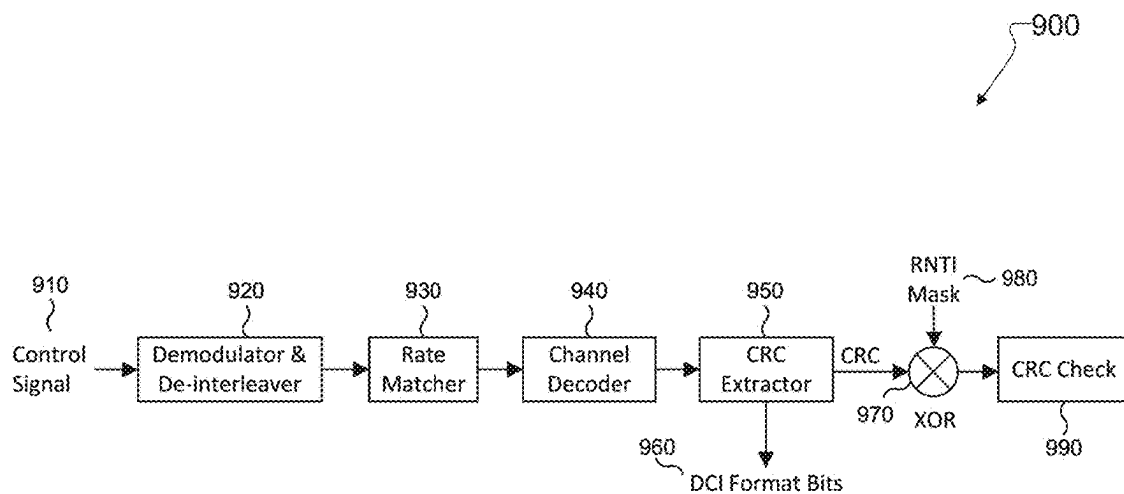 900
910
920
930
940
950
RNTI
Mask
980
Control
Signal
Demodulator &
De-interleaver
Rate
Matcher
Channel
Decoder
CRC
Extractor
CRC
970
XOR
CRC Check
990
960
DCI Format Bits